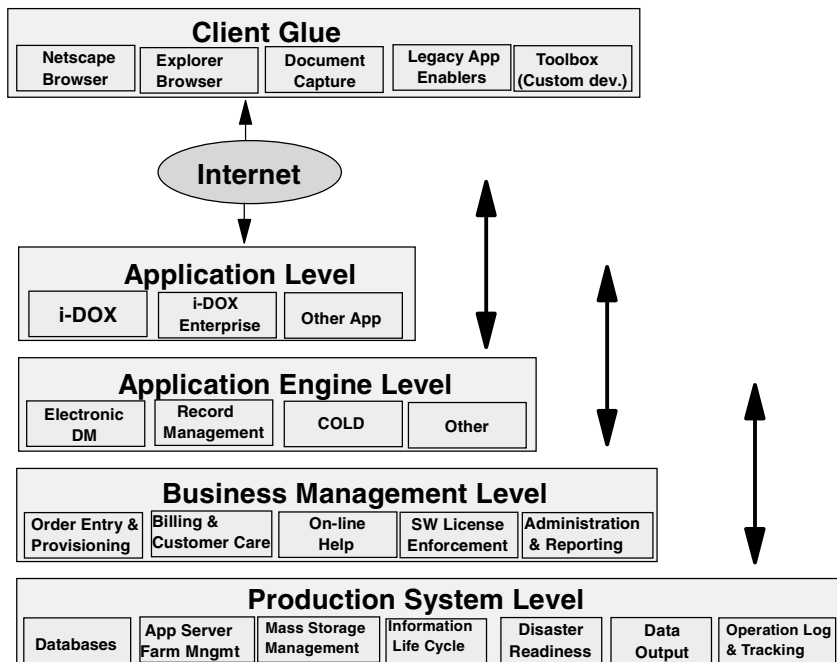 Client Glue
Netscape
Browser
Explorer
Browser
Document
Capture
Legacy App
Enablers
Toolbox
(Custom dev.)
Internet
Application Level
i-DOX
i-DOX
Enterprise
Other App
Application Engine Level
Electronic
DM
Record
Management
COLD
Other
Business Management Level
Order Entry &
Provisioning
Billing &
Customer Care
On-line
Help
SW License
Enforcement
Administration
& Reporting
Production System Level
Databases
App Server
Farm Mngmt
Mass Storage
Management
Information
Life Cycle
Disaster
Readiness
Data
Output
Operation Log
& Tracking